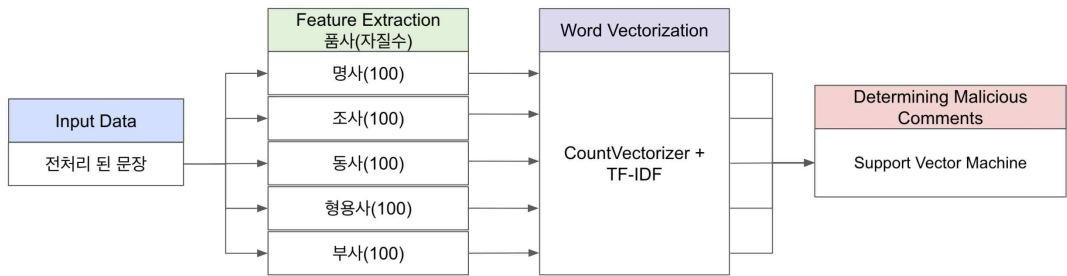 Input Data
전처리 된 문장
Feature Extraction
품사(자질수)
명사(100)
조사(100)
동사(100)
형용사(100)
부사(100)
Word Vectorization
CountVectorizer +
TF-IDF
Determining Malicious
Comments
Support Vector Machine